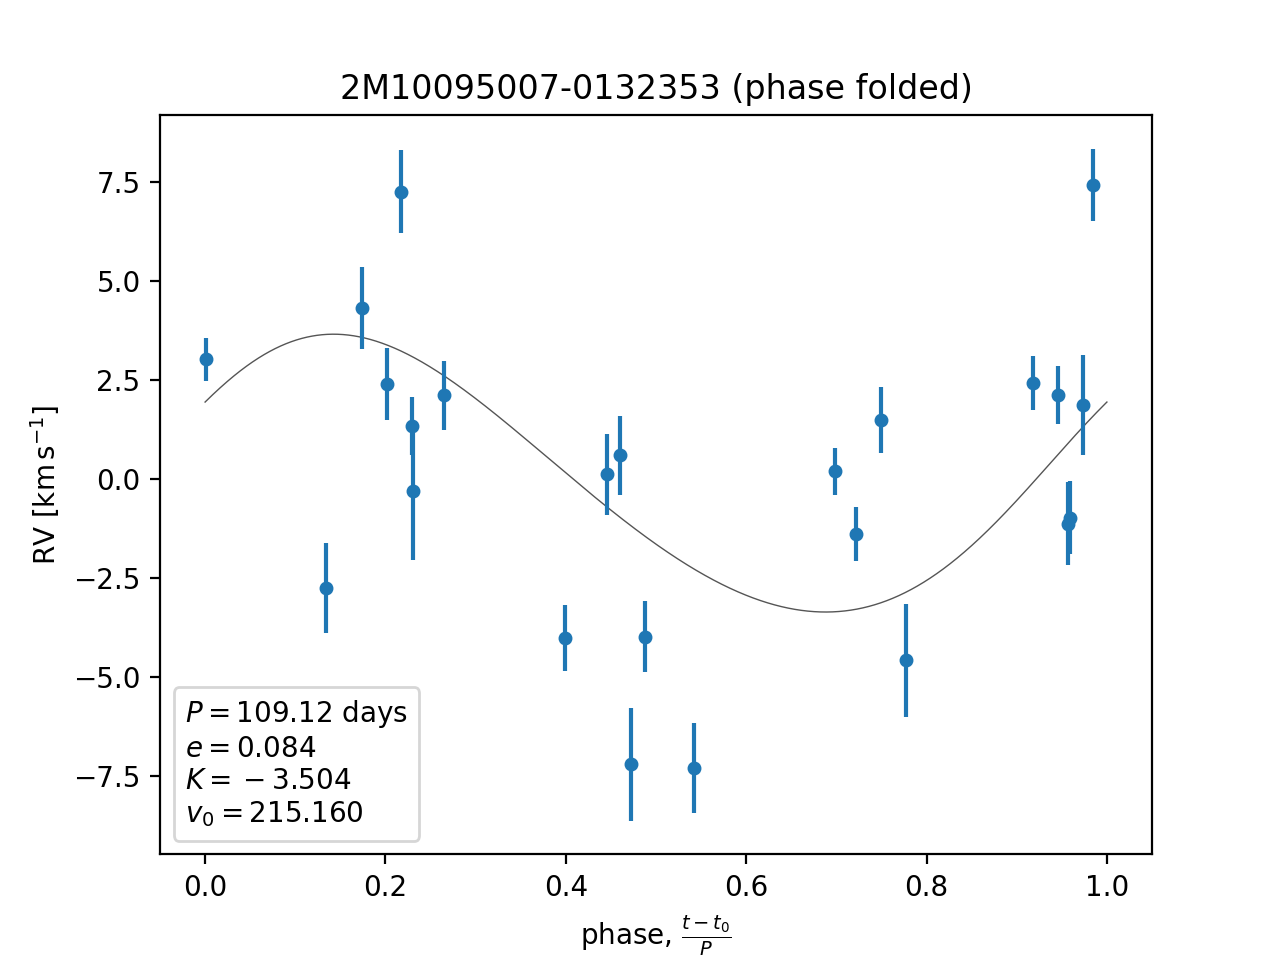 2M10095007-0132353 (phase folded)
RV [km s⁻¹]
7.5
5.0
2.5
0.0
−2.5
−5.0
−7.5
P = 109.12 days
e = 0.084
K = −3.504
v₀ = 215.160
0.0 0.2 0.4 0.6 0.8 1.0
phase, (t − t₀)/P